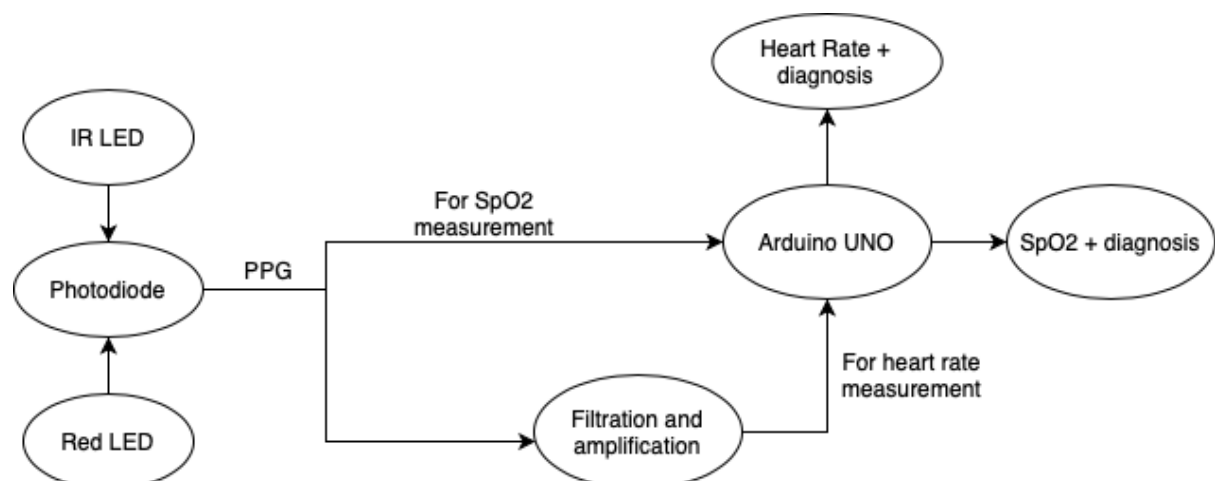 Heart Rate +
diagnosis
IR LED
For SpO2
measurement
Arduino UNO
SpO2 + diagnosis
PPG
Photodiode
For heart rate
measurement
Filtration and
amplification
Red LED